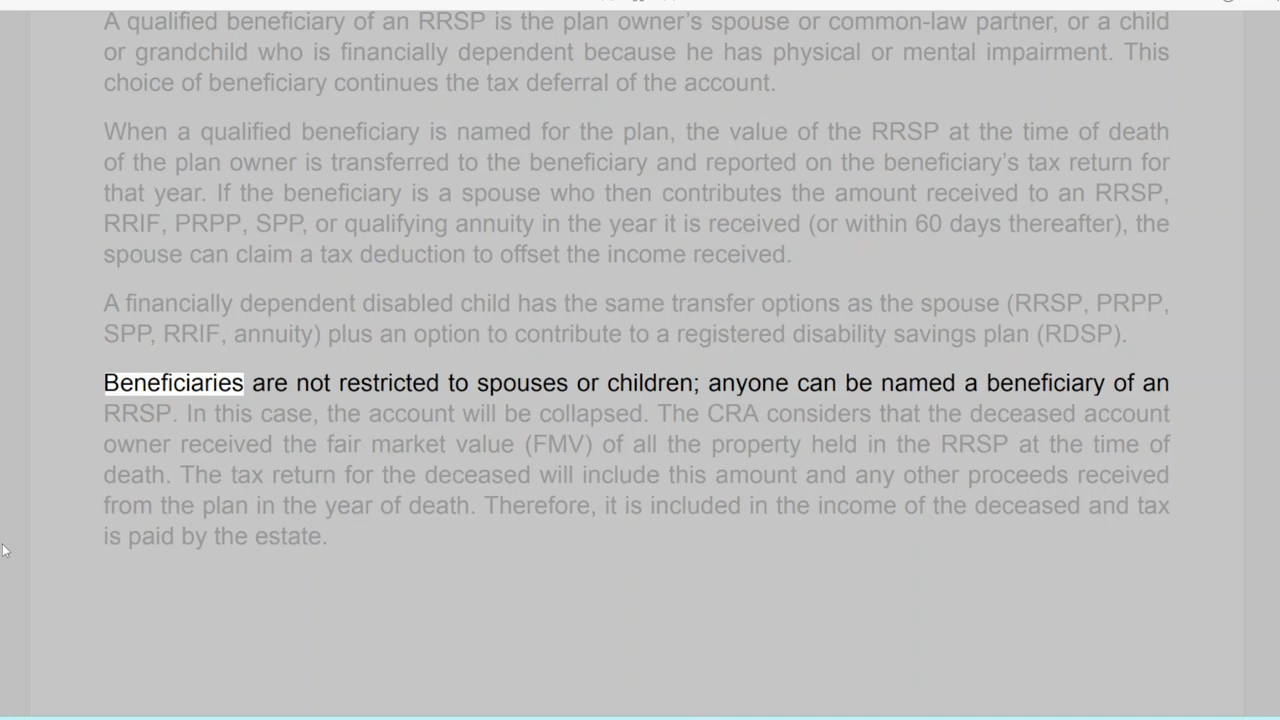 A qualified beneficiary of an RRSP is the plan owner’s spouse or common-law partner, or a child
or grandchild who is financially dependent because he has physical or mental impairment. This
choice of beneficiary continues the tax deferral of the account.
When a qualified beneficiary is named for the plan, the value of the RRSP at the time of death
of the plan owner is transferred to the beneficiary and reported on the beneficiary’s tax return for
that year. If the beneficiary is a spouse who then contributes the amount received to an RRSP,
RRIF, PRPP, SPP, or qualifying annuity in the year it is received (or within 60 days thereafter), the
spouse can claim a tax deduction to offset the income received.
A financially dependent disabled child has the same transfer options as the spouse (RRSP, PRPP,
SPP, RRIF, annuity) plus an option to contribute to a registered disability savings plan (RDSP).
Beneficiaries are not restricted to spouses or children; anyone can be named a beneficiary of an
RRSP. In this case, the account will be collapsed. The CRA considers that the deceased account
owner received the fair market value (FMV) of all the property held in the RRSP at the time of
death. The tax return for the deceased will include this amount and any other proceeds received
from the plan in the year of death. Therefore, it is included in the income of the deceased and tax
is paid by the estate.